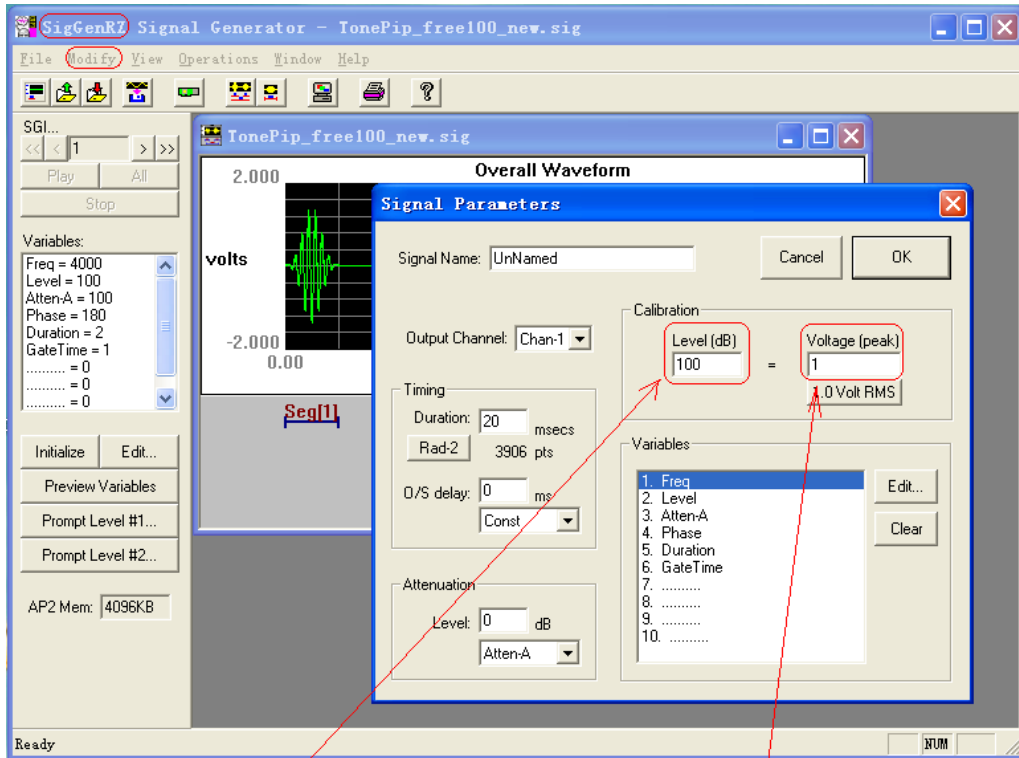 SigGenRZ Signal Generator - TonePip_free100_new.sig
File Modify View Operations Window Help
SGI...
<< < 1 > >>
Play All
Stop
Variables:
Freq = 4000
Level = 100
Atten-A = 100
Phase = 180
Duration = 2
GateTime = 1
.......... = 0
.......... = 0
.......... = 0
Initialize Edit...
Preview Variables
Prompt Level #1...
Prompt Level #2...
AP2 Mem: 4096KB
TonePip_free100_new.sig
Overall Waveform
2.000
volts
-2.000
0.00
Seg[1]
Signal Parameters
Signal Name: UnNamed
Cancel OK
Output Channel: Chan-1
Calibration
Level (dB) Voltage (peak)
100 = 1
1.0 Volt RMS
Timing
Duration: 20 msecs
Rad-2 3906 pts
O/S delay: 0 ms
Const
Attenuation
Level: 0 dB
Atten-A
Variables
1. Freq
2. Level
3. Atten-A
4. Phase
5. Duration
6. GateTime
7. ..........
8. ..........
9. ..........
10. ..........
Edit...
Clear
Ready NUM